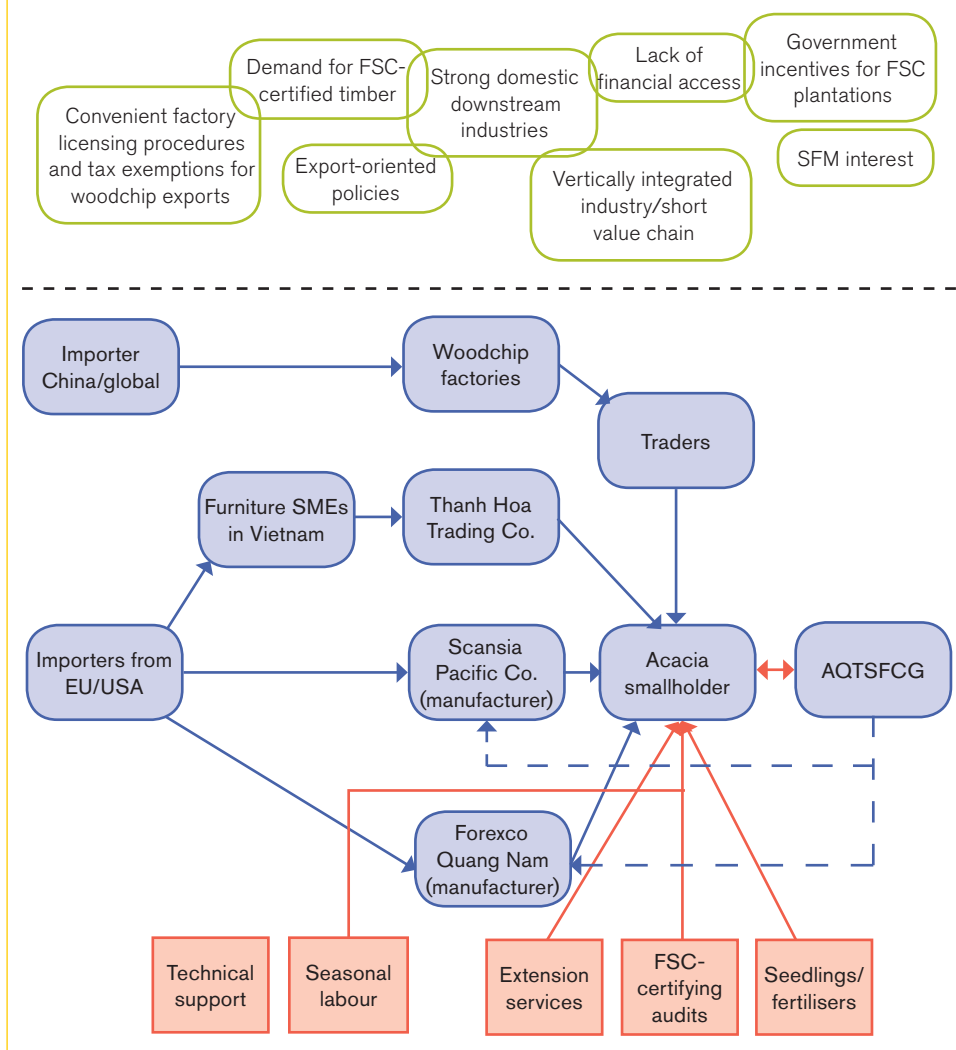 Convenient factory
licensing procedures
and tax exemptions for
woodchip exports
Demand for FSC-
certified timber
Export-oriented
policies
Strong domestic
downstream
industries
Lack of
financial access
Vertically integrated
industry/short
value chain
Government
incentives for FSC
plantations
SFM interest
Importer
China/global
Woodchip
factories
Traders
Furniture SMEs
in Vietnam
Thanh Hoa
Trading Co.
Importers from
EU/USA
Scansia
Pacific Co.
(manufacturer)
Acacia
smallholder
AQTSFCG
Forexco
Quang Nam
(manufacturer)
Technical
support
Seasonal
labour
Extension
services
FSC-
certifying
audits
Seedlings/
fertilisers